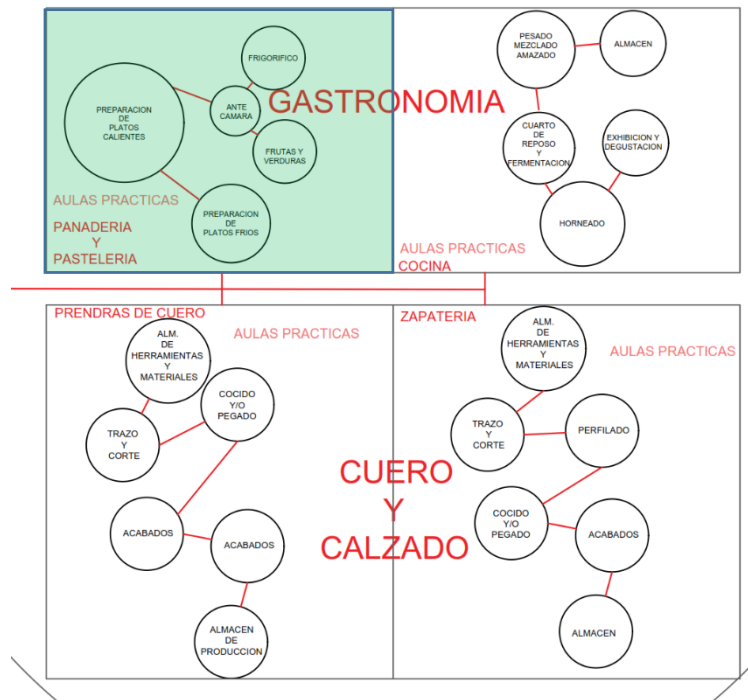 GASTRONOMIA
FRIGORIFICO
PREPARACION
DE
PLATOS
CALIENTES
ANTE
CAMARA
FRUTAS Y
VERDURAS
AULAS PRACTICAS
PREPARACION
DE
PLATOS FRIOS
PANADERIA
Y
PASTELERIA
PESADO
MEZCLADO
AMAZADO
ALMACEN
CUARTO
DE
REPOSO
Y
FERMENTACION
EXHIBICION Y
DEGUSTACION
HORNEADO
AULAS PRACTICAS
COCINA
PRENDRAS DE CUERO
AULAS PRACTICAS
ALM.
DE
HERRAMIENTAS
Y
MATERIALES
COCIDO
Y/O
PEGADO
TRAZO
Y
CORTE
ACABADOS
ACABADOS
ALMACEN
DE
PRODUCCION
CUERO
Y
CALZADO
ZAPATERIA
ALM.
DE
HERRAMIENTAS
Y
MATERIALES
AULAS PRACTICAS
TRAZO
Y
CORTE
PERFILADO
COCIDO
Y/O
PEGADO
ACABADOS
ALMACEN